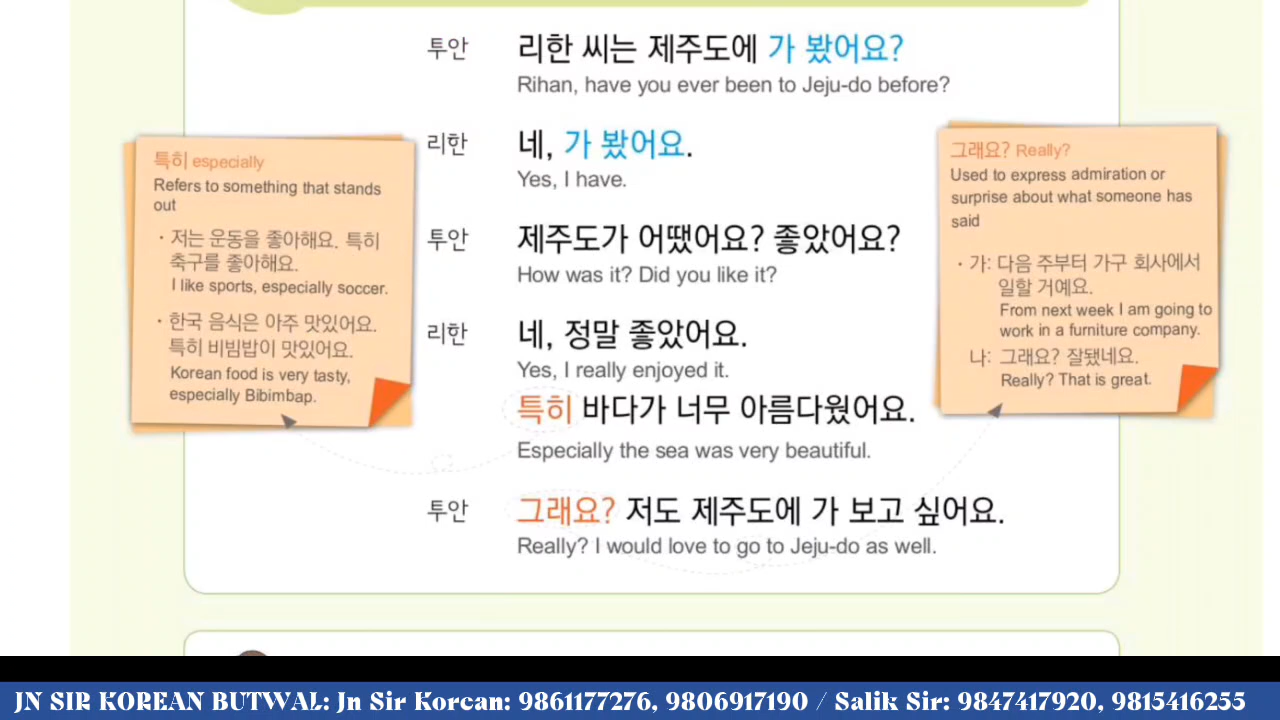 투안 리한 씨는 제주도에 가 봤어요?
Rihan, have you ever been to Jeju-do before?
리한 네, 가 봤어요.
Yes, I have.
투안 제주도가 어땠어요? 좋았어요?
How was it? Did you like it?
리한 네, 정말 좋았어요.
Yes, I really enjoyed it.
특히 바다가 너무 아름다웠어요.
Especially the sea was very beautiful.
투안 그래요? 저도 제주도에 가 보고 싶어요.
Really? I would love to go to Jeju-do as well.
특히 especially
Refers to something that stands
out
· 저는 운동을 좋아해요. 특히
축구를 좋아해요.
I like sports, especially soccer.
· 한국 음식은 아주 맛있어요.
특히 비빔밥이 맛있어요.
Korean food is very tasty,
especially Bibimbap.
그래요? Really?
Used to express admiration or
surprise about what someone has
said
· 가: 다음 주부터 가구 회사에서
일할 거예요.
From next week I am going to
work in a furniture company.
나: 그래요? 잘됐네요.
Really? That is great.
JN SIR KOREAN BUTWAL: Jn Sir Korean: 9861177276, 9806917190 / Salik Sir: 9847417920, 9815416255